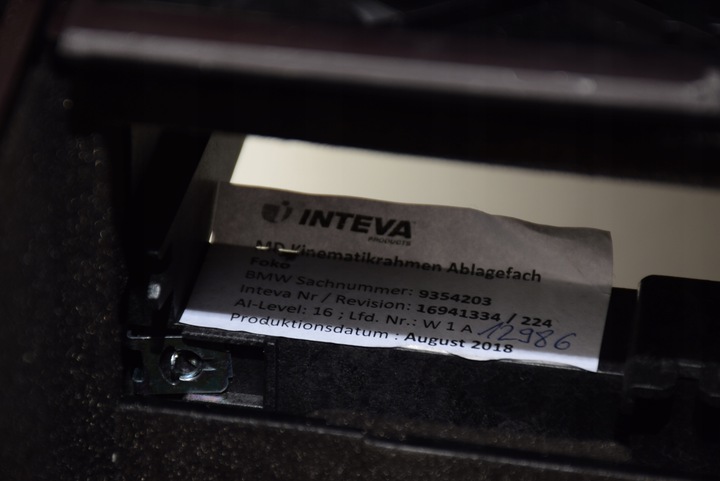 INTEVA
PRODUCTS
MD Kinematikrahmen Ablagefach
Foko
BMW Sachnummer: 9354203
Inteva Nr / Revision: 16941334 / 224
AI-Level: 16 ; Lfd. Nr.: W 1 A 12986
Produktionsdatum : August 2018